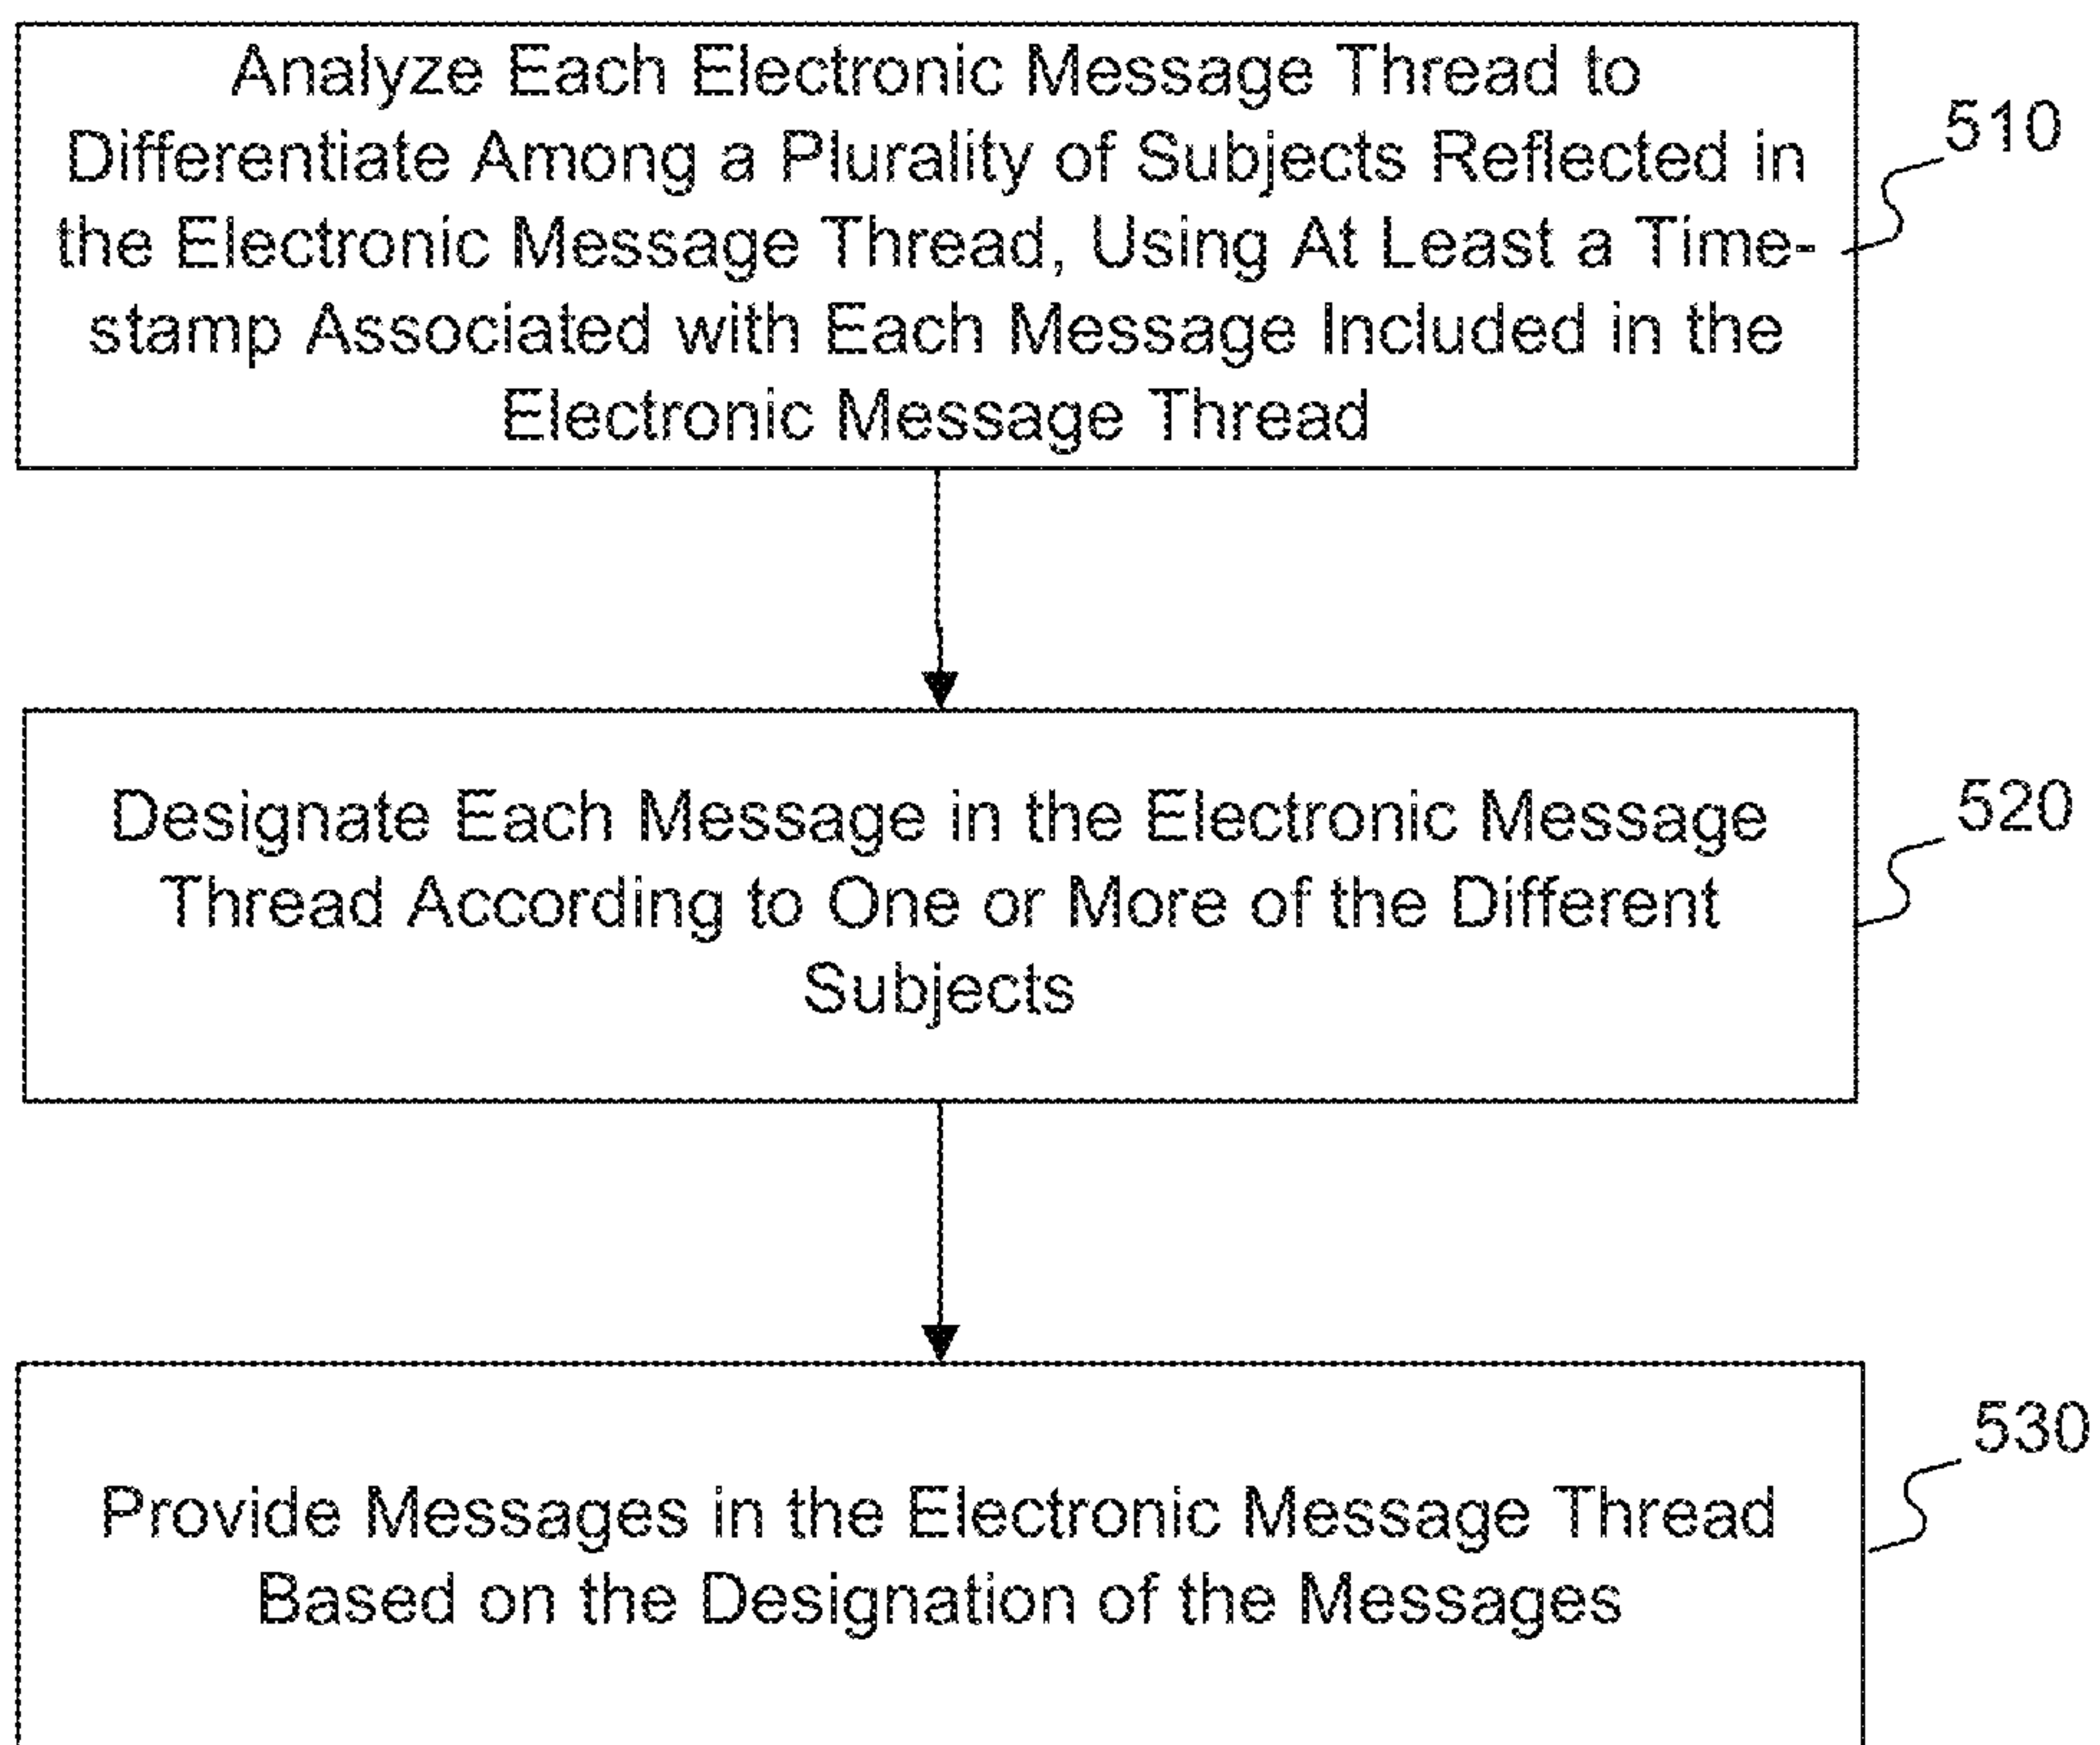 Analyze Each Electronic Message Thread to
Differentiate Among a Plurality of Subjects Reflected in
the Electronic Message Thread, Using At Least a Time-
stamp Associated with Each Message Included in the
Electronic Message Thread
510
Designate Each Message in the Electronic Message
Thread According to One or More of the Different
Subjects
520
Provide Messages in the Electronic Message Thread
Based on the Designation of the Messages
530